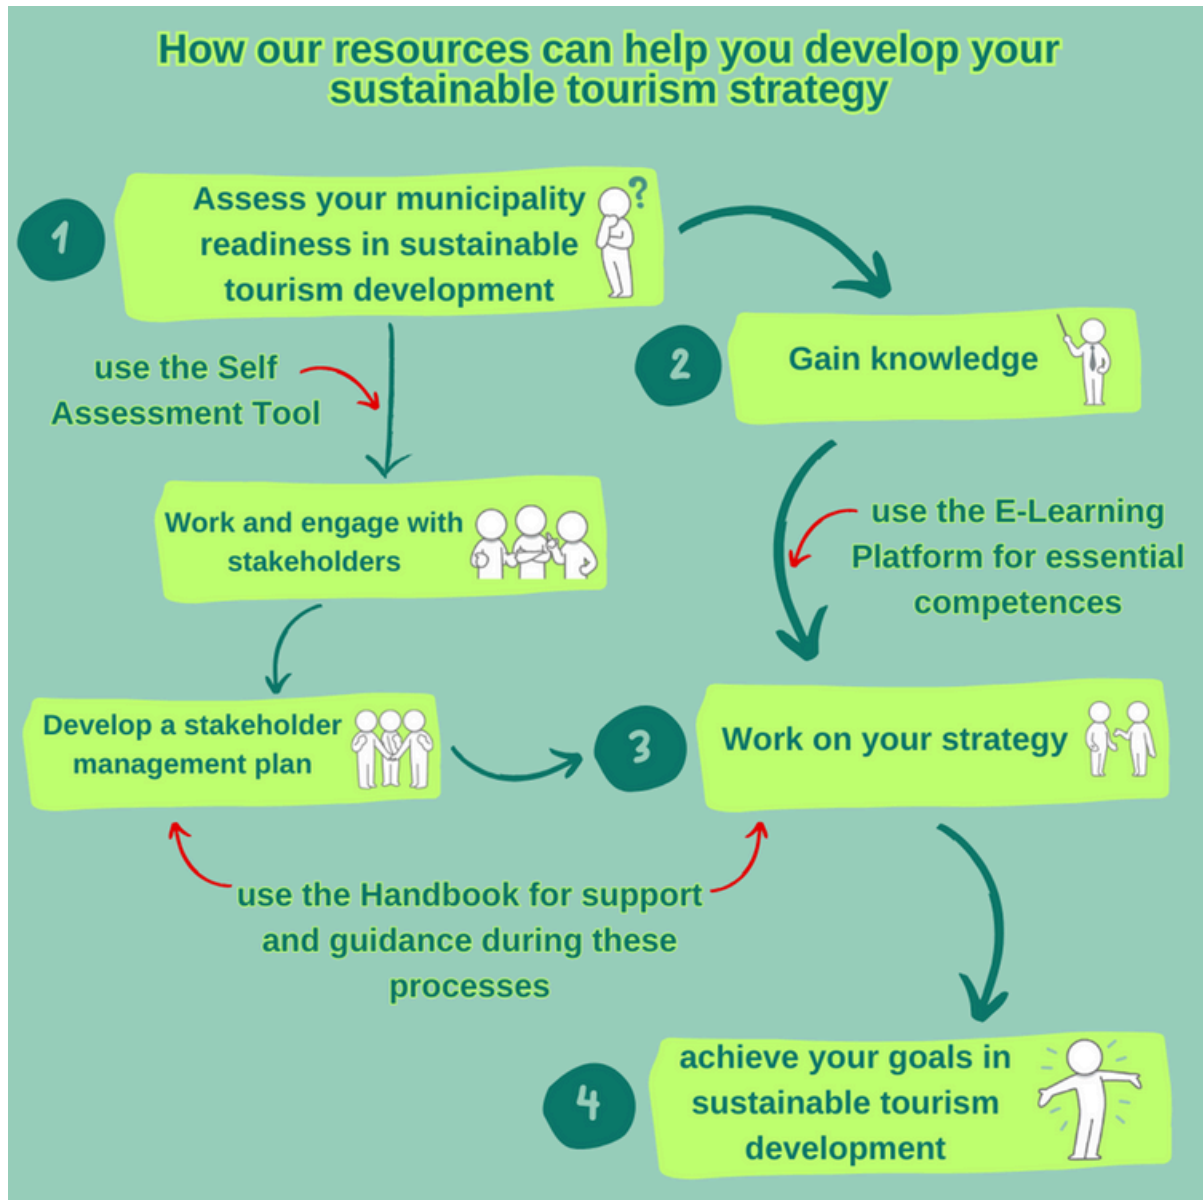 How our resources can help you develop your
sustainable tourism strategy
1
Assess your municipality
readiness in sustainable
tourism development
?
2
Gain knowledge
use the Self
Assessment Tool
Work and engage with
stakeholders
use the E-Learning
Platform for essential
competences
Develop a stakeholder
management plan
3
Work on your strategy
use the Handbook for support
and guidance during these
processes
4
achieve your goals in
sustainable tourism
development